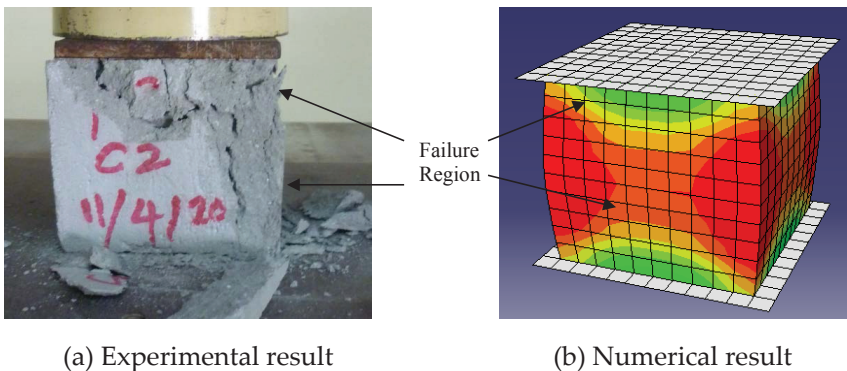 1
C2
11/4/20
Failure
Region
(a) Experimental result
(b) Numerical result